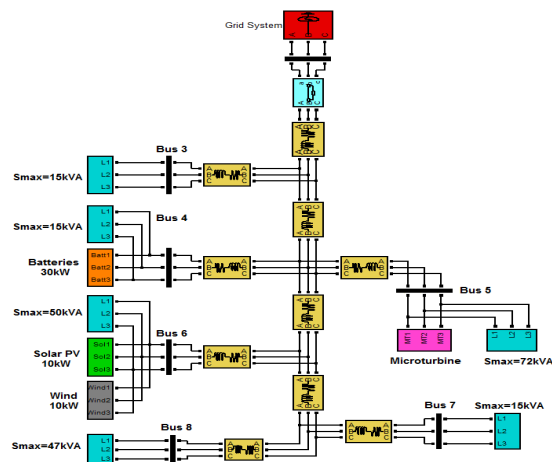 Grid System
A B C
a b c
A B C
A B C
Bus 3
L1
L2
L3
Smax=15kVA
A A
B B
C C
Bus 4
L1
L2
L3
Smax=15kVA
A B C
A B C
Batteries
30kW
Batt1
Batt2
Batt3
A A
B B
C C
A A
B B
C C
Bus 5
Smax=50kVA
L1
L2
L3
A B C
A B C
MT1 MT2 MT3
L1 L2 L3
Microturbine
Smax=72kVA
Bus 6
Solar PV
10kW
Sol1
Sol2
Sol3
A A
B B
C C
Wind
10kW
Wind1
Wind2
Wind3
A B C
A B C
Bus 7
Smax=15kVA
L1
L2
L3
A A
B B
C C
Bus 8
Smax=47kVA
L1
L2
L3
A A
B B
C C